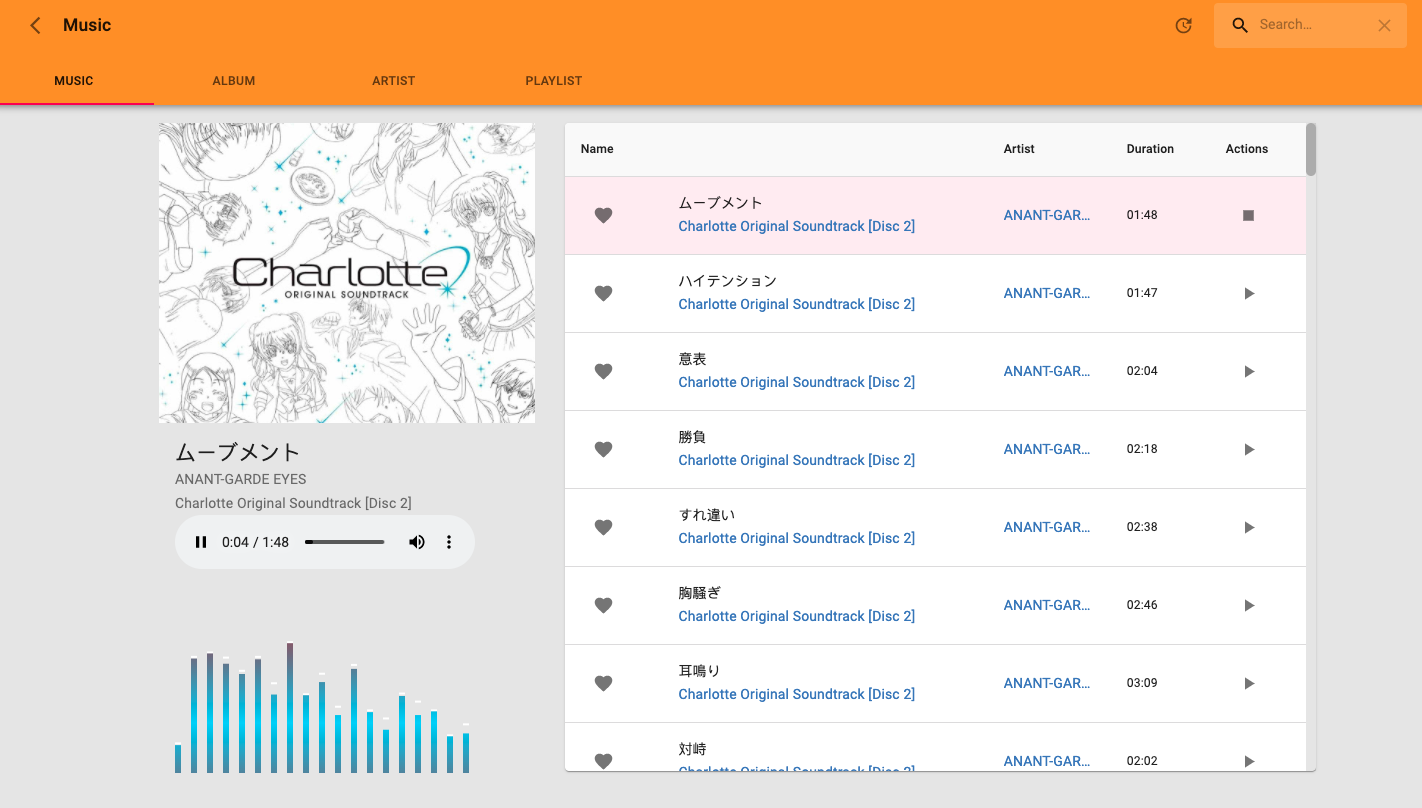 Music
Search...
MUSIC
ALBUM
ARTIST
PLAYLIST
Charlotte
ORIGINAL SOUNDTRACK
ムーブメント
ANANT-GARDE EYES
Charlotte Original Soundtrack [Disc 2]
0:04 / 1:48
Name Artist Duration Actions
ムーブメント
Charlotte Original Soundtrack [Disc 2]
ANANT-GAR...
01:48
ハイテンション
Charlotte Original Soundtrack [Disc 2]
ANANT-GAR...
01:47
意表
Charlotte Original Soundtrack [Disc 2]
ANANT-GAR...
02:04
勝負
Charlotte Original Soundtrack [Disc 2]
ANANT-GAR...
02:18
すれ違い
Charlotte Original Soundtrack [Disc 2]
ANANT-GAR...
02:38
胸騒ぎ
Charlotte Original Soundtrack [Disc 2]
ANANT-GAR...
02:46
耳鳴り
Charlotte Original Soundtrack [Disc 2]
ANANT-GAR...
03:09
対峙
Charlotte Original Soundtrack [Disc 2]
ANANT-GAR...
02:02